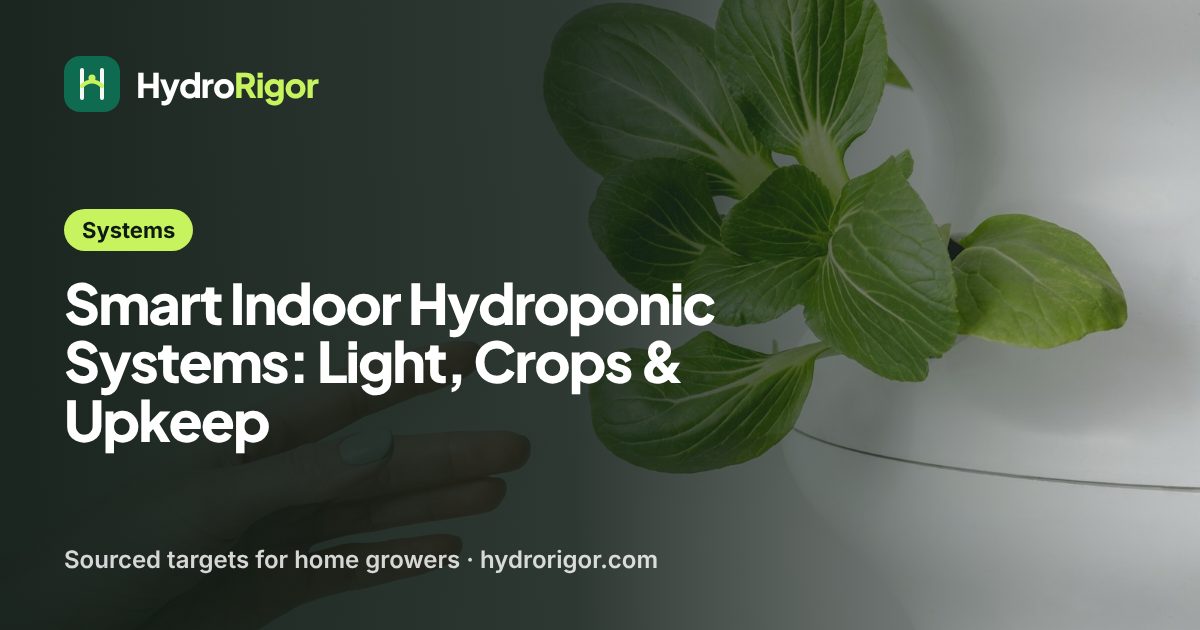 HydroRigor
Systems
Smart Indoor Hydroponic
Systems: Light, Crops &
Upkeep
Sourced targets for home growers · hydrorigor.com